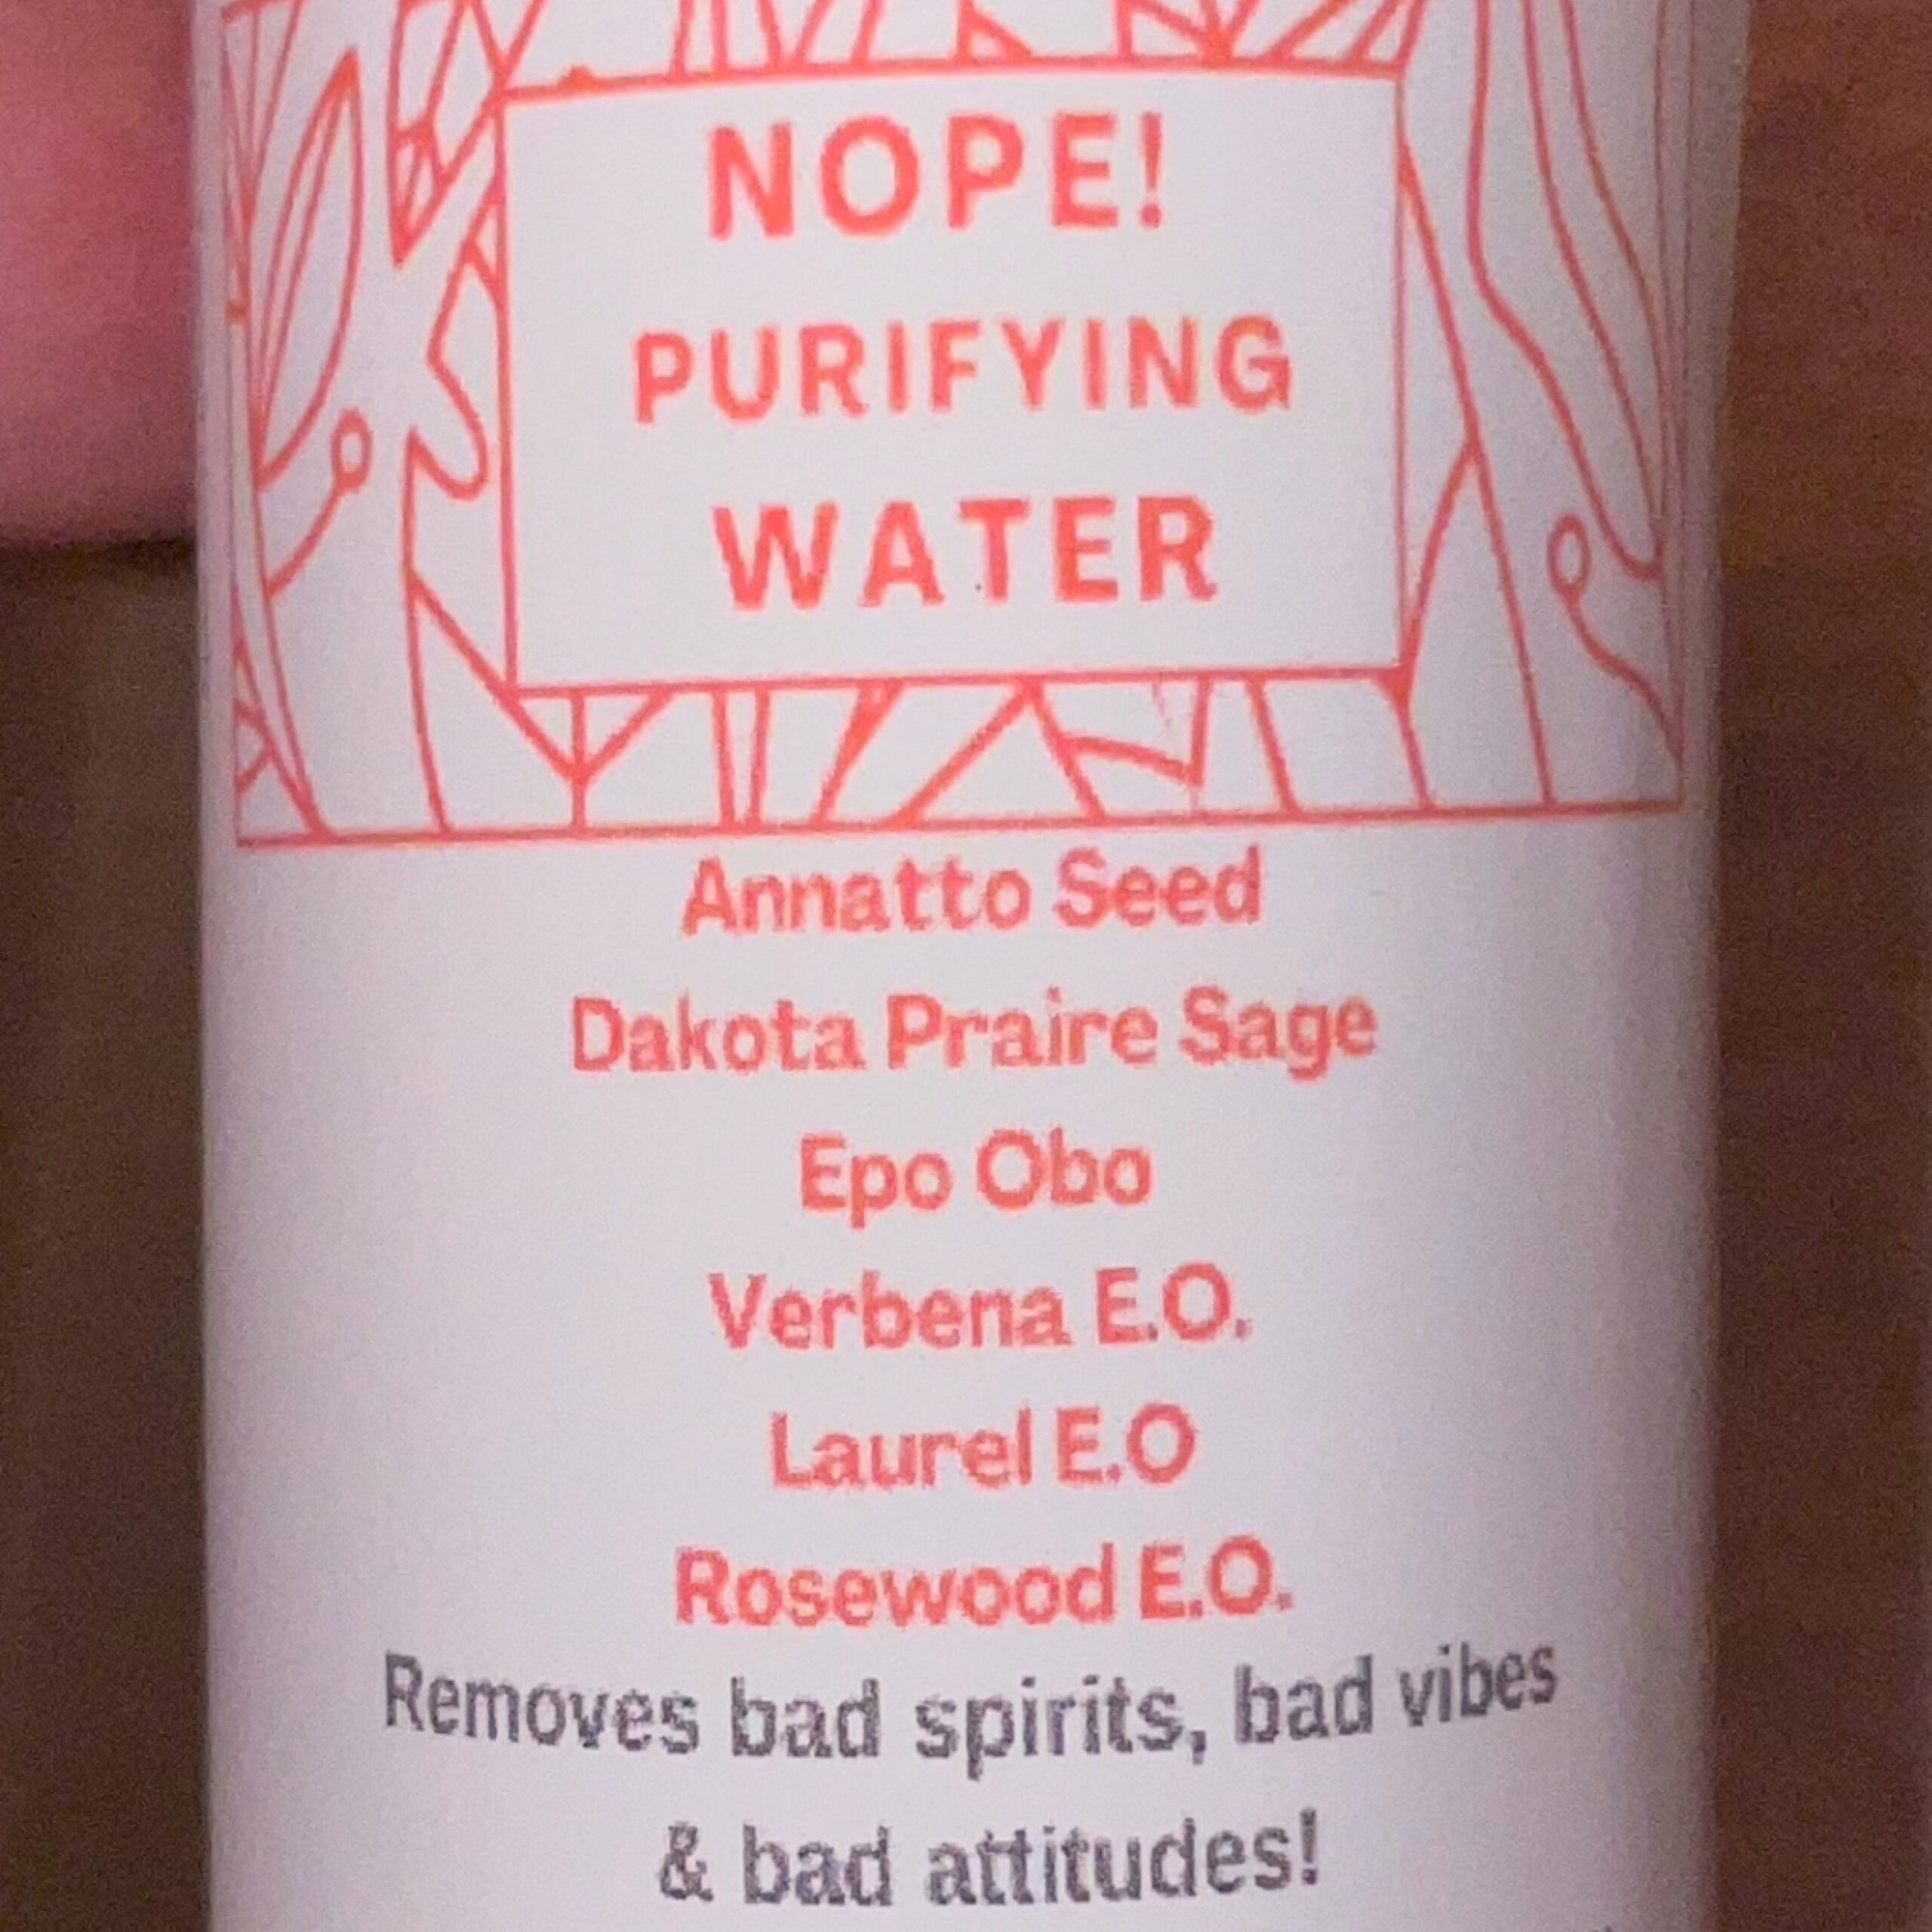 NOPE!
PURIFYING
WATER
Annatto Seed
Dakota Praire Sage
Epo Obo
Verbena E.O.
Laurel E.O
Rosewood E.O.
Removes bad spirits, bad vibes
& bad attitudes!